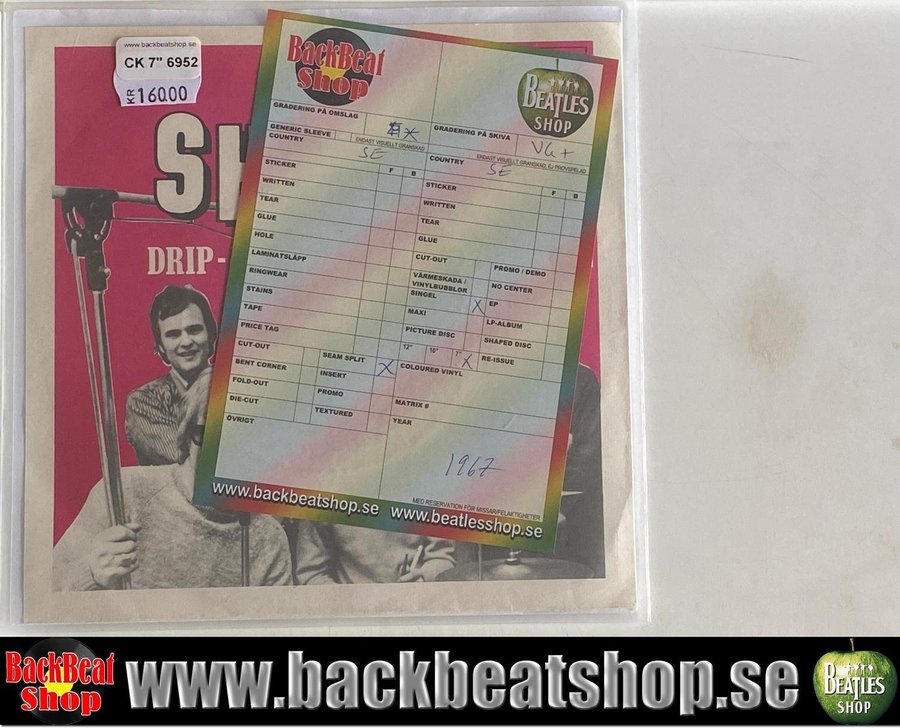 www.backbeatshop.se
CK 7" 6952
KR 160.00
DRIP-
BackBeat
Shop
BEATLES
SHOP
GRADERING PÅ OMSLAG
GRADERING PÅ SKIVA
VG+
GENERIC SLEEVE
ENDAST VISUELLT GRANSKAD
ENDAST VISUELLT GRANSKAD, EJ PROVSPELAD
COUNTRY SE
COUNTRY SE
F B
F B
STICKER
WRITTEN
TEAR
GLUE
HOLE
LAMINATSLÄPP
RINGWEAR
STAINS
TAPE
PRICE TAG
CUT-OUT
BENT CORNER
FOLD-OUT
DIE-CUT
ÖVRIGT
SEAM SPLIT X
INSERT
PROMO
TEXTURED
STICKER
WRITTEN
TEAR
GLUE
CUT-OUT
PROMO / DEMO
VÄRMESKADA /
VINYLBUBBLOR
NO CENTER
SINGEL X
EP
MAXI
LP-ALBUM
PICTURE DISC
SHAPED DISC
12" 10" 7" X
RE-ISSUE
COLOURED VINYL
MATRIX #
YEAR
1967
MED RESERVATION FÖR MISSAR/FELAKTIGHETER
www.backbeatshop.se www.beatlesshop.se
BackBeat
Shop
www.backbeatshop.se
BEATLES
SHOP